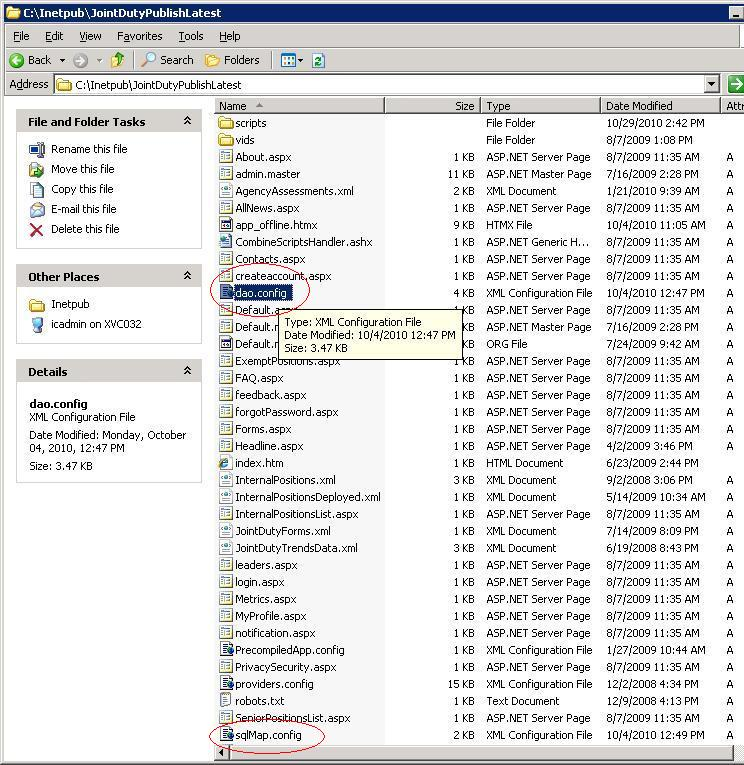 C:\Inetpub\JointDutyPublishLatest
File Edit View Favorites Tools Help
Back Search Folders
Address C:\Inetpub\JointDutyPublishLatest
File and Folder Tasks
Rename this file
Move this file
Copy this file
E-mail this file
Delete this file
Other Places
Inetpub
icadmin on XVC032
Details
dao.config
XML Configuration File
Date Modified: Monday, October
04, 2010, 12:47 PM
Size: 3.47 KB
Name Size Type Date Modified Attr
scripts File Folder 10/29/2010 2:42 PM
vids File Folder 8/7/2009 1:08 PM
About.aspx 1 KB ASP.NET Server Page 8/7/2009 11:35 AM A
admin.master 11 KB ASP.NET Master Page 7/16/2009 2:28 PM A
AgencyAssessments.xml 2 KB XML Document 1/21/2010 9:39 AM A
AllNews.aspx 1 KB ASP.NET Server Page 8/7/2009 11:35 AM A
app_offline.htmx 9 KB HTMX File 10/4/2010 11:05 AM A
CombineScriptsHandler.ashx 1 KB ASP.NET Generic H... 8/7/2009 11:35 AM A
Contacts.aspx 1 KB ASP.NET Server Page 8/7/2009 11:35 AM A
createaccount.aspx 1 KB ASP.NET Server Page 8/7/2009 11:35 AM A
dao.config 4 KB XML Configuration File 10/4/2010 12:47 PM A
Default. 1 KB ASP.NET Server Page 8/7/2009 11:35 AM A
Default. 1 KB ASP.NET Master Page 7/16/2009 2:28 PM A
Default. 1 KB ORG File 7/24/2009 9:42 AM A
Type: XML Configuration File
Date Modified: 10/4/2010 12:47 PM
Size: 3.47 KB
ExemptPositions.aspx 1 KB ASP.NET Server Page 8/7/2009 11:35 AM A
FAQ.aspx 1 KB ASP.NET Server Page 8/7/2009 11:35 AM A
feedback.aspx 1 KB ASP.NET Server Page 8/7/2009 11:35 AM A
forgotPassword.aspx 1 KB ASP.NET Server Page 8/7/2009 11:35 AM A
Forms.aspx 1 KB ASP.NET Server Page 8/7/2009 11:35 AM A
Headline.aspx 1 KB ASP.NET Server Page 4/2/2009 3:46 PM A
index.htm 1 KB HTML Document 6/23/2009 2:44 PM
InternalPositions.xml 3 KB XML Document 9/2/2008 3:06 PM A
InternalPositionsDeployed.xml 1 KB XML Document 5/14/2009 10:34 AM A
InternalPositionsList.aspx 1 KB ASP.NET Server Page 8/7/2009 11:35 AM A
JointDutyForms.xml 1 KB XML Document 7/14/2009 8:09 PM A
JointDutyTrendsData.xml 3 KB XML Document 6/19/2008 8:43 PM A
leaders.aspx 1 KB ASP.NET Server Page 8/7/2009 11:35 AM A
login.aspx 1 KB ASP.NET Server Page 8/7/2009 11:35 AM A
Metrics.aspx 1 KB ASP.NET Server Page 8/7/2009 11:35 AM A
MyProfile.aspx 1 KB ASP.NET Server Page 8/7/2009 11:35 AM A
notification.aspx 1 KB ASP.NET Server Page 8/7/2009 11:35 AM A
PrecompiledApp.config 1 KB XML Configuration File 1/27/2009 10:44 AM A
PrivacySecurity.aspx 1 KB ASP.NET Server Page 8/7/2009 11:35 AM A
providers.config 15 KB XML Configuration File 12/2/2008 4:34 PM A
robots.txt 1 KB Text Document 12/9/2008 4:13 PM A
SeniorPositionsList.aspx 1 KB ASP.NET Server Page 8/7/2009 11:35 AM A
sqlMap.config 2 KB XML Configuration File 10/4/2010 12:49 PM A